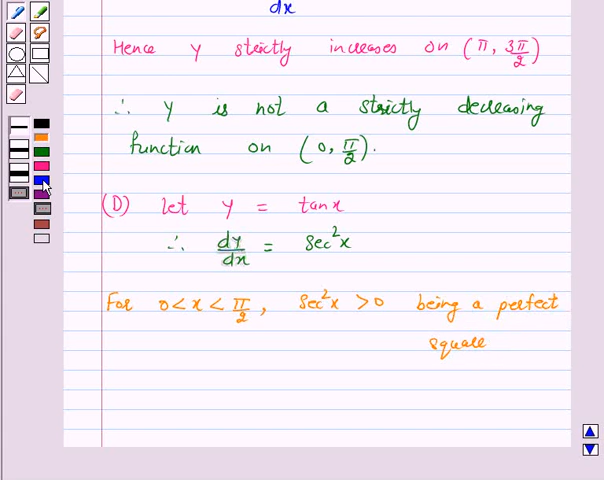 dx
Hence y strictly increases on (π, 3π/2)
∴ y is not a strictly decreasing
function on (0, π/2).
(D) let y = tanx
∴ dy/dx = sec²x
For 0<x<π/2, sec²x >0 being a perfect
square